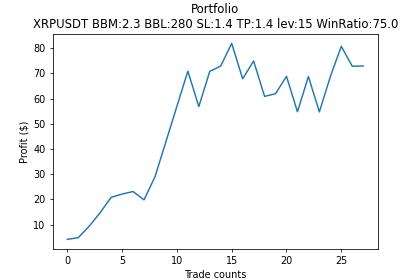 Portfolio
XRPUSDT BBM:2.3 BBL:280 SL:1.4 TP:1.4 lev:15 WinRatio:75.0
80
70
60
50
40
30
20
10
Profit ($)
0 5 10 15 20 25
Trade counts